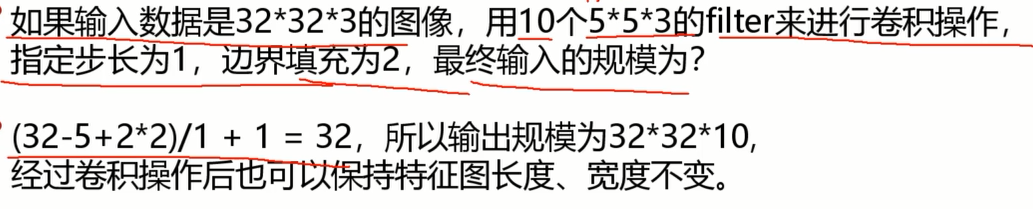 如果输入数据是32*32*3的图像，用10个5*5*3的filter来进行卷积操作，
指定步长为1，边界填充为2，最终输入的规模为？
(32-5+2*2)/1 + 1 = 32，所以输出规模为32*32*10,
经过卷积操作后也可以保持特征图长度、宽度不变。